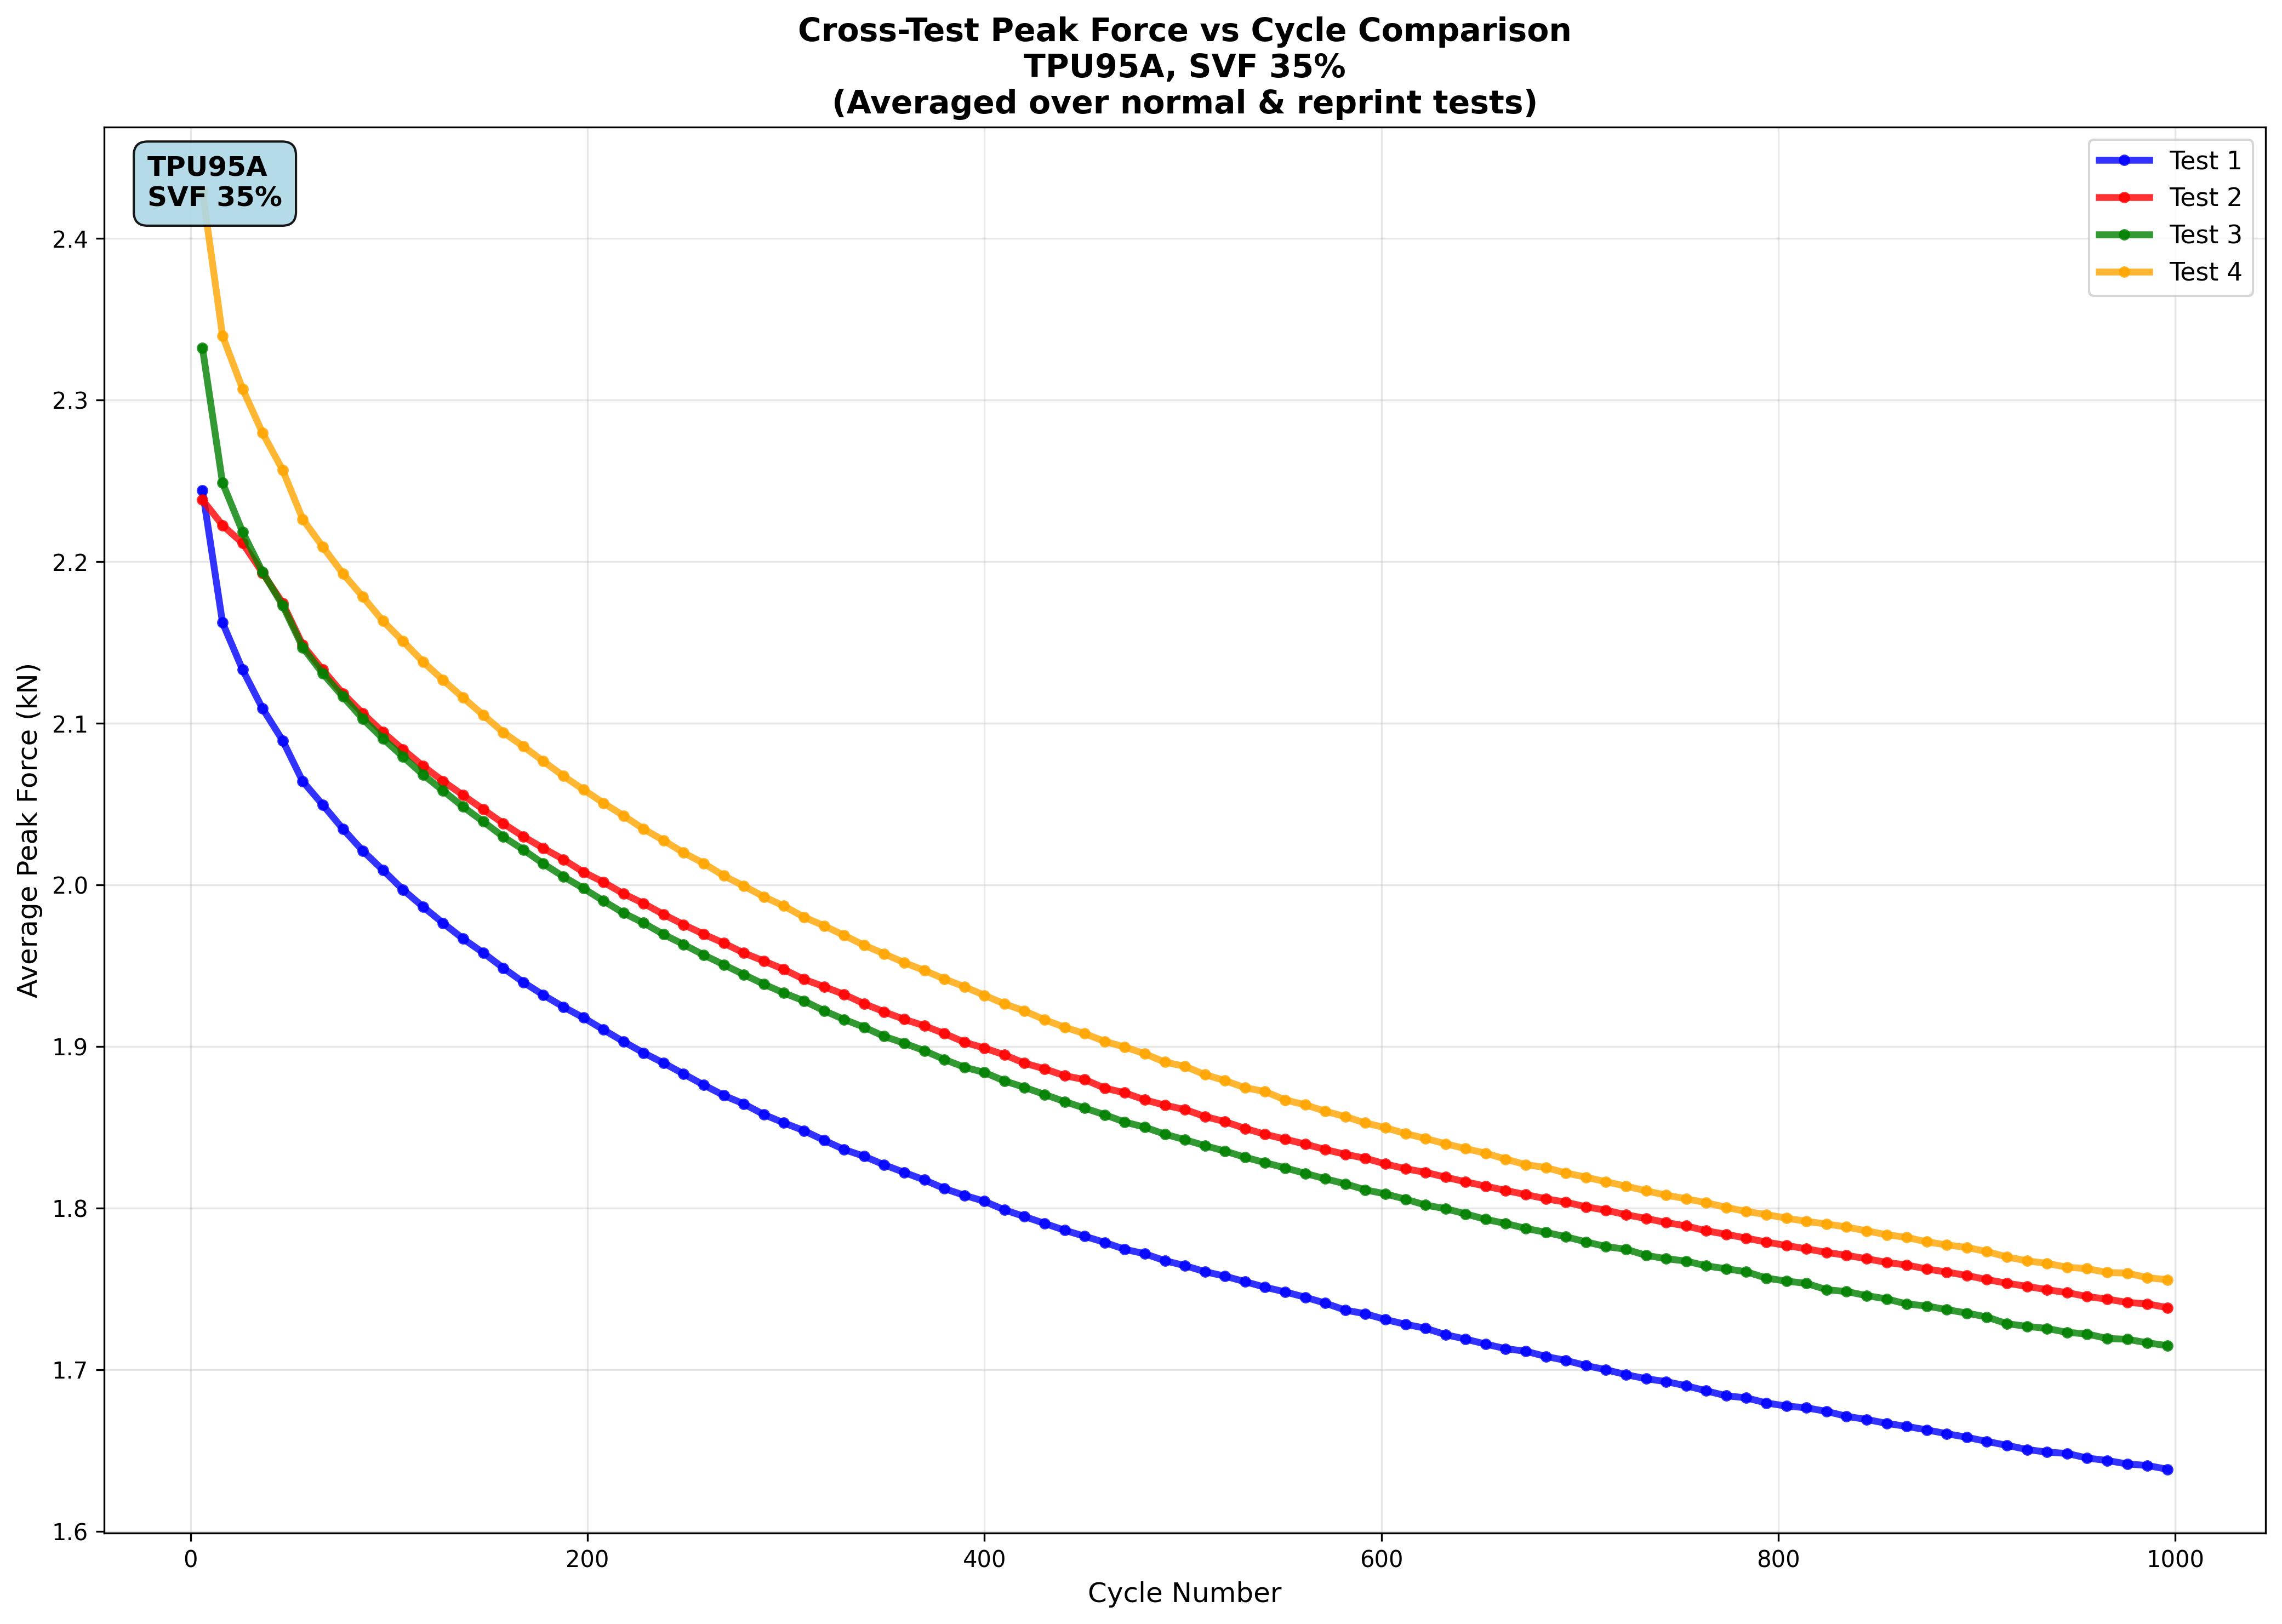 Cross-Test Peak Force vs Cycle Comparison
TPU95A, SVF 35%
(Averaged over normal & reprint tests)
TPU95A
SVF 35%
Test 1
Test 2
Test 3
Test 4
Average Peak Force (kN)
2.4
2.3
2.2
2.1
2.0
1.9
1.8
1.7
1.6
0
200
400
600
800
1000
Cycle Number